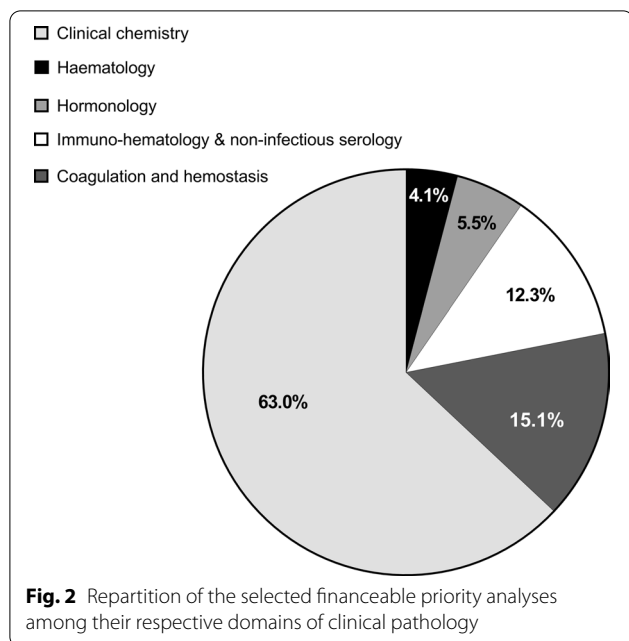 Clinical chemistry
Haematology
Hormonology
Immuno-hematology & non-infectious serology
Coagulation and hemostasis
4.1%
5.5%
12.3%
63.0%
15.1%
Fig. 2 Repartition of the selected financeable priority analyses
among their respective domains of clinical pathology